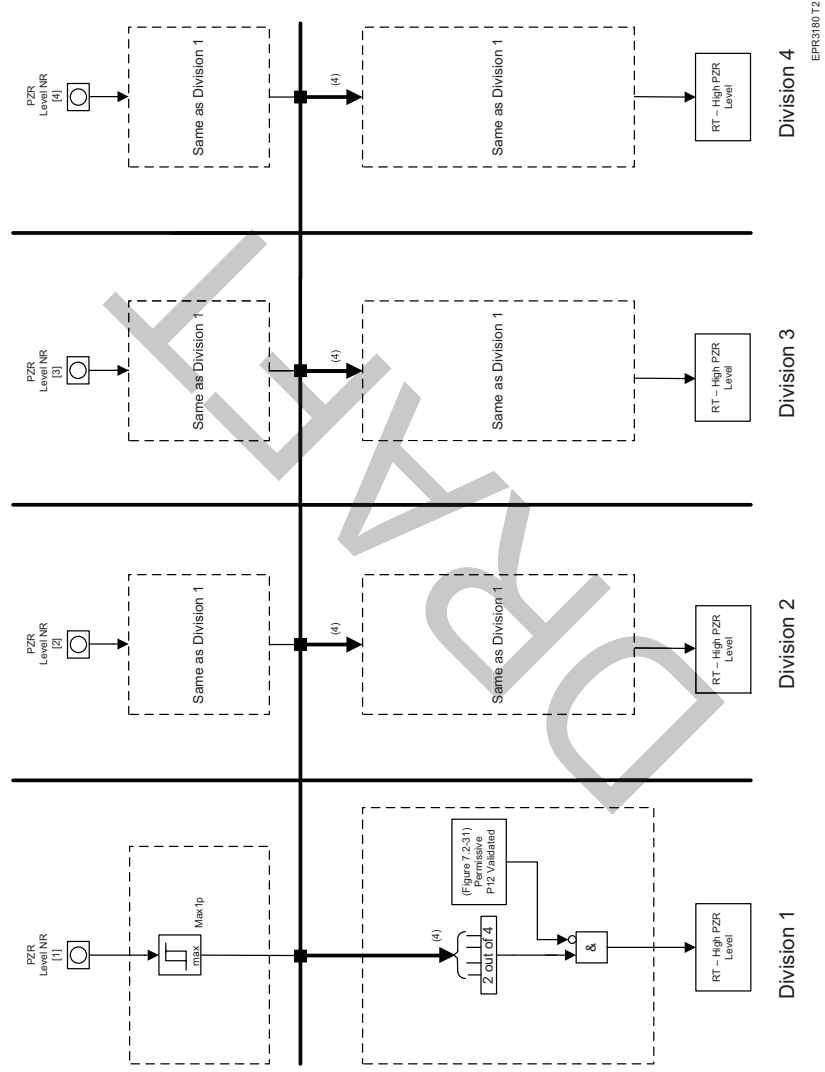 PZR
Level NR
[1]
max
Max1p
(4)
2 out of 4
(Figure 7.2-31)
Permissive
P12 Validated
&
RT – High PZR
Level
Division 1
PZR
Level NR
[2]
Same as Division 1
(4)
Same as Division 1
RT – High PZR
Level
Division 2
PZR
Level NR
[3]
Same as Division 1
(4)
Same as Division 1
RT – High PZR
Level
Division 3
PZR
Level NR
[4]
Same as Division 1
(4)
Same as Division 1
RT – High PZR
Level
Division 4
EPR3180 T2
DRAFT